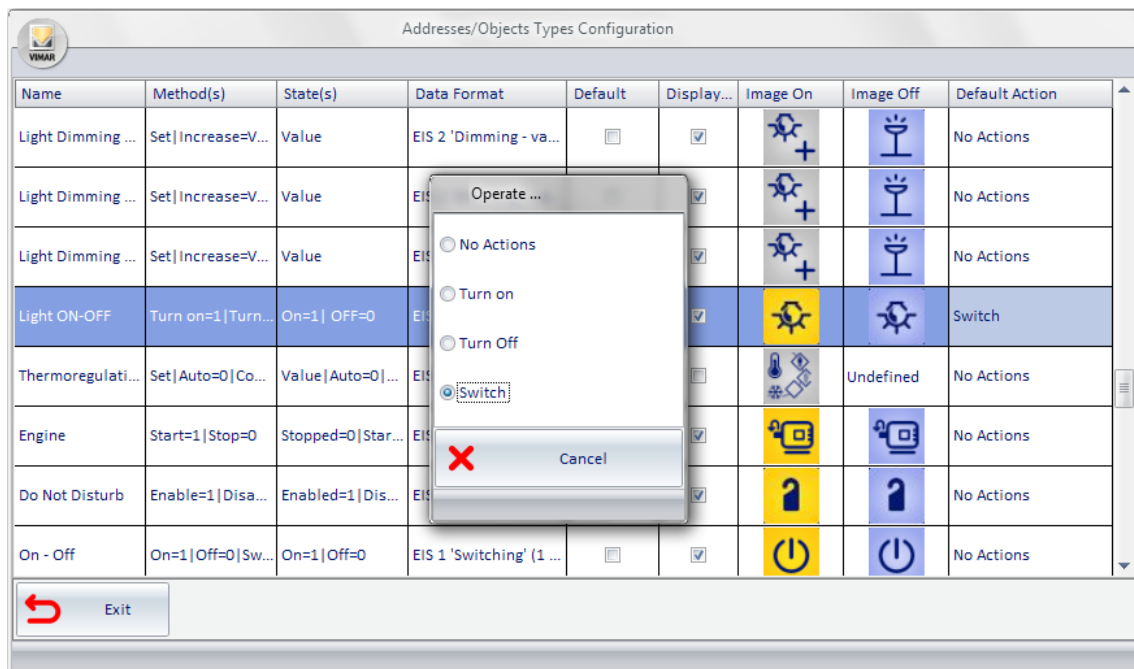 Addresses/Objects Types Configuration
VIMAR
Name Method(s) State(s) Data Format Default Display... Image On Image Off Default Action
Light Dimming ... Set|Increase=V... Value EIS 2 'Dimming - va... No Actions
Light Dimming ... Set|Increase=V... Value EIS No Actions
Light Dimming ... Set|Increase=V... Value EIS No Actions
Light ON-OFF Turn on=1|Turn... On=1| OFF=0 EIS Switch
Thermoregulati... Set|Auto=0|Co... Value|Auto=0|... EIS Undefined No Actions
Engine Start=1|Stop=0 Stopped=0|Star... EIS No Actions
Do Not Disturb Enable=1|Disa... Enabled=1|Dis... EIS No Actions
On - Off On=1|Off=0|Sw... On=1|Off=0 EIS 1 'Switching' (1 ... No Actions
Operate ...
No Actions
Turn on
Turn Off
Switch
Cancel
Exit